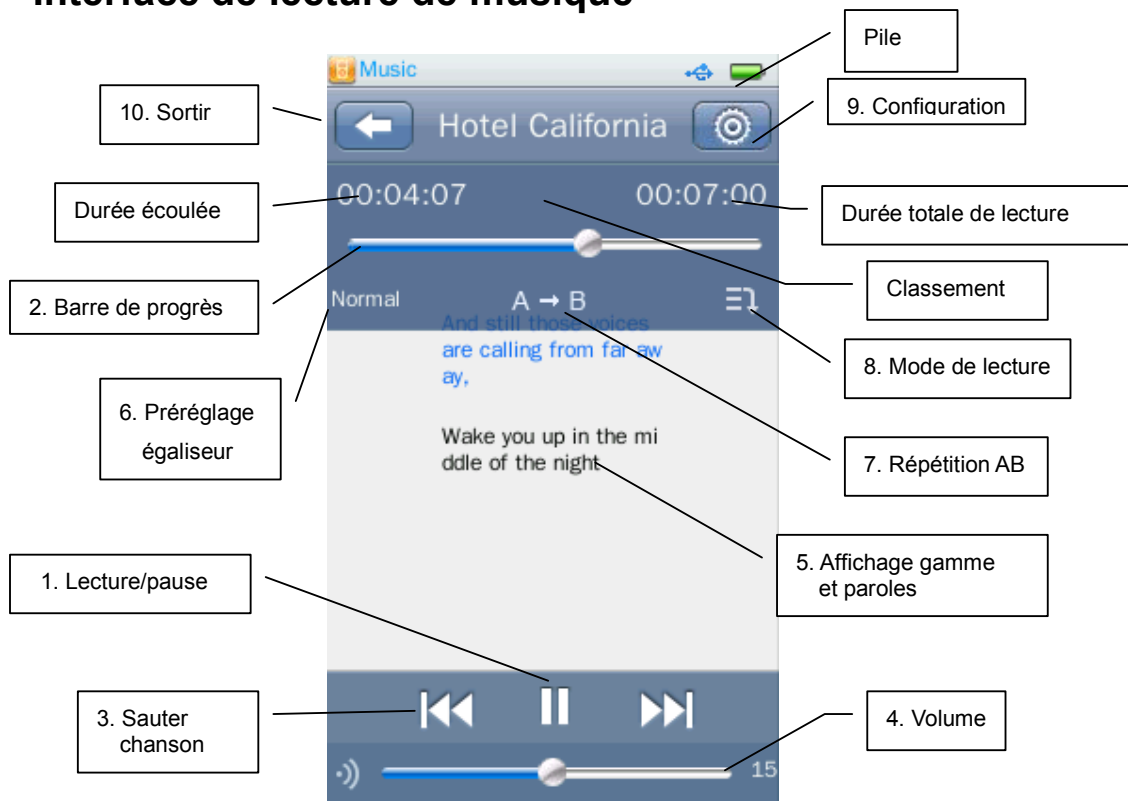 Interface de lecture de musique
Pile
Music
10. Sortir
9. Configuration
Hotel California
Durée écoulée
00:04:07
00:07:00
Durée totale de lecture
2. Barre de progrès
Classement
Normal
A → B
And still those voices
are calling from far aw
ay,
8. Mode de lecture
6. Préréglage
égaliseur
Wake you up in the mi
ddle of the night
7. Répétition AB
1. Lecture/pause
5. Affichage gamme
et paroles
3. Sauter
chanson
4. Volume
15